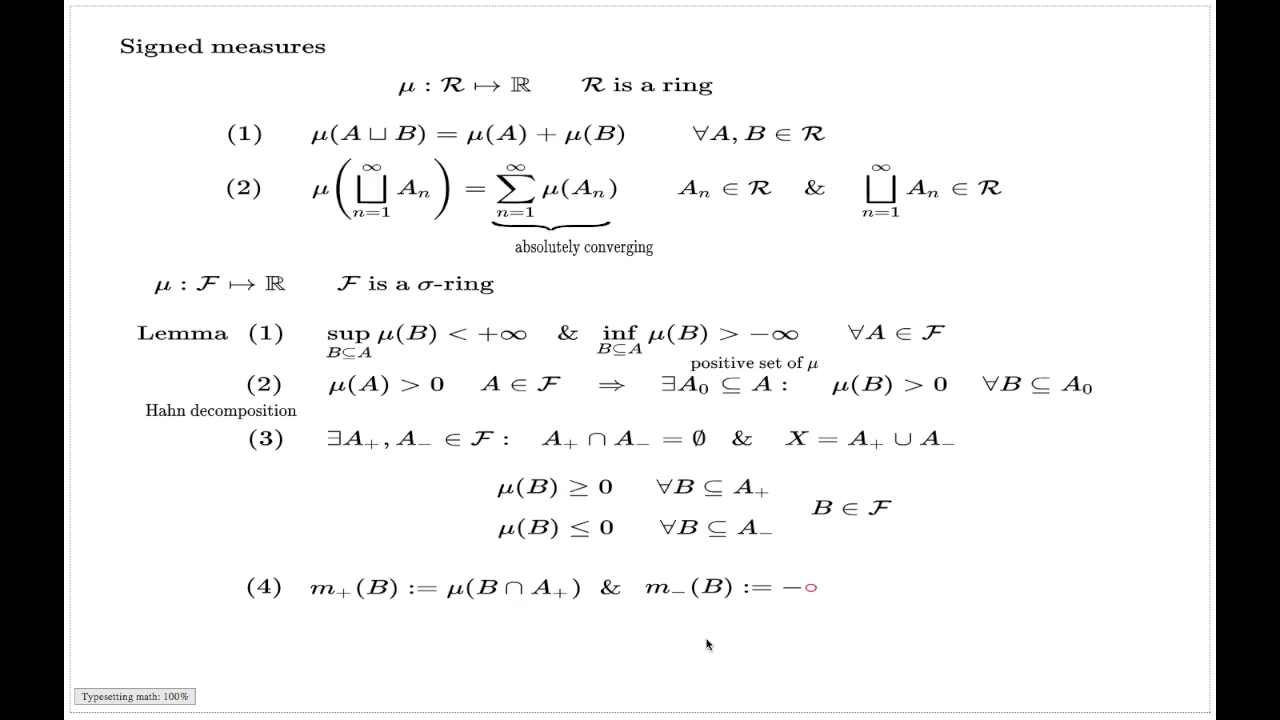 Signed measures
μ : ℛ ↦ ℝ ℛ is a ring
(1) μ(A ⊔ B) = μ(A) + μ(B) ∀A, B ∈ ℛ
(2) μ(⨆_{n=1}^{∞} A_n) = ∑_{n=1}^{∞} μ(A_n) A_n ∈ ℛ & ⨆_{n=1}^{∞} A_n ∈ ℛ
absolutely converging
μ : ℱ ↦ ℝ ℱ is a σ-ring
Lemma (1) sup_{B⊆A} μ(B) < +∞ & inf_{B⊆A} μ(B) > −∞ ∀A ∈ ℱ
positive set of μ
(2) μ(A) > 0 A ∈ ℱ ⇒ ∃A_0 ⊆ A : μ(B) > 0 ∀B ⊆ A_0
Hahn decomposition
(3) ∃A_+, A_− ∈ ℱ : A_+ ∩ A_− = ∅ & X = A_+ ∪ A_−
μ(B) ≥ 0 ∀B ⊆ A_+
B ∈ ℱ
μ(B) ≤ 0 ∀B ⊆ A_−
(4) m_+(B) := μ(B ∩ A_+) & m_−(B) := −○
Typesetting math: 100%